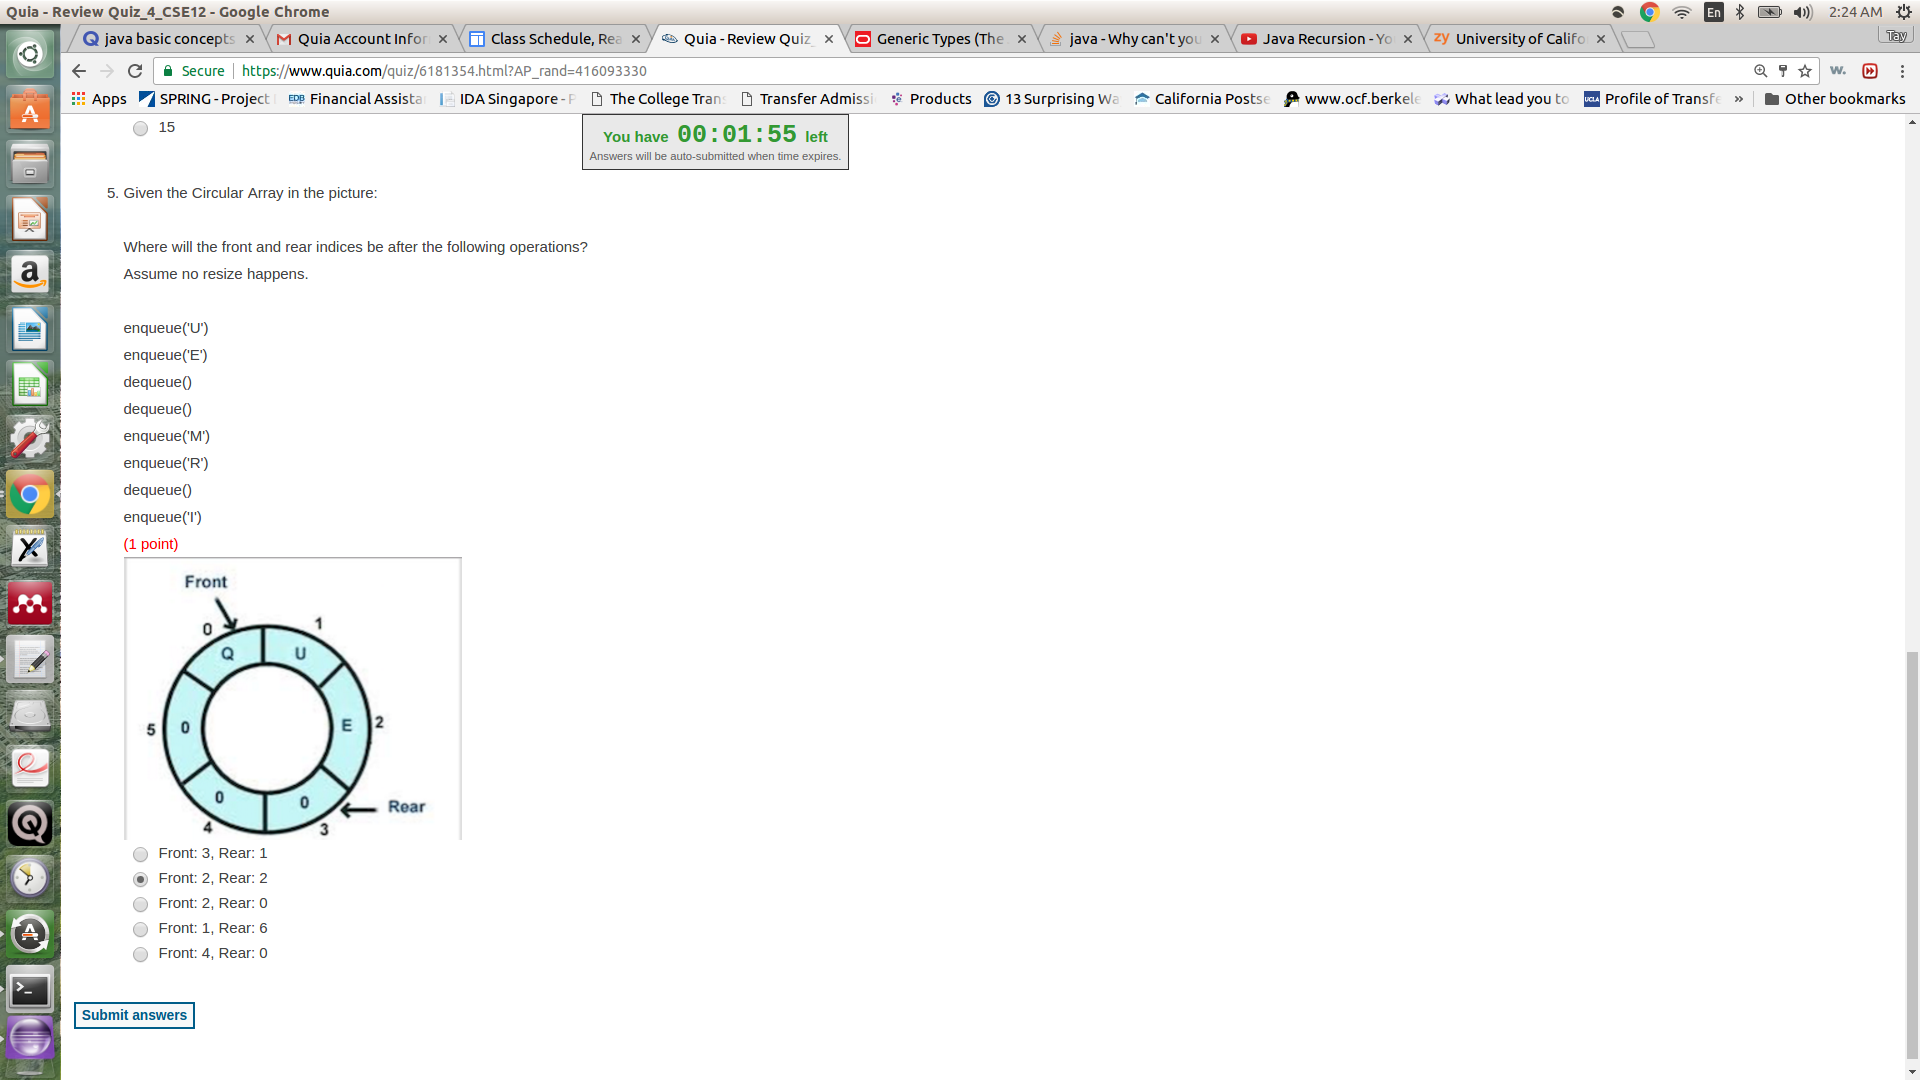 Quia - Review Quiz_4_CSE12 - Google Chrome
En
2:24 AM
java basic concepts
Quia Account Infor
Class Schedule, Rea
Quia - Review Quiz_
Generic Types (The
java - Why can't you
Java Recursion - Yo
zy University of Califo
Tay
Secure
https://www.quia.com/quiz/6181354.html?AP_rand=416093330
w.
Apps
SPRING - Project
EDB Financial Assista
IDA Singapore - P
The College Tran
Transfer Admissi
Products
13 Surprising Wa
California Postse
www.ocf.berkele
What lead you to
UCLA Profile of Transfe
»
Other bookmarks
15
You have 00:01:55 left
Answers will be auto-submitted when time expires.
5. Given the Circular Array in the picture:
Where will the front and rear indices be after the following operations?
Assume no resize happens.
enqueue('U')
enqueue('E')
dequeue()
dequeue()
enqueue('M')
enqueue('R')
dequeue()
enqueue('I')
(1 point)
Front
0
1
Q
U
5
0
E
2
0
0
Rear
4
3
Front: 3, Rear: 1
Front: 2, Rear: 2
Front: 2, Rear: 0
Front: 1, Rear: 6
Front: 4, Rear: 0
Submit answers